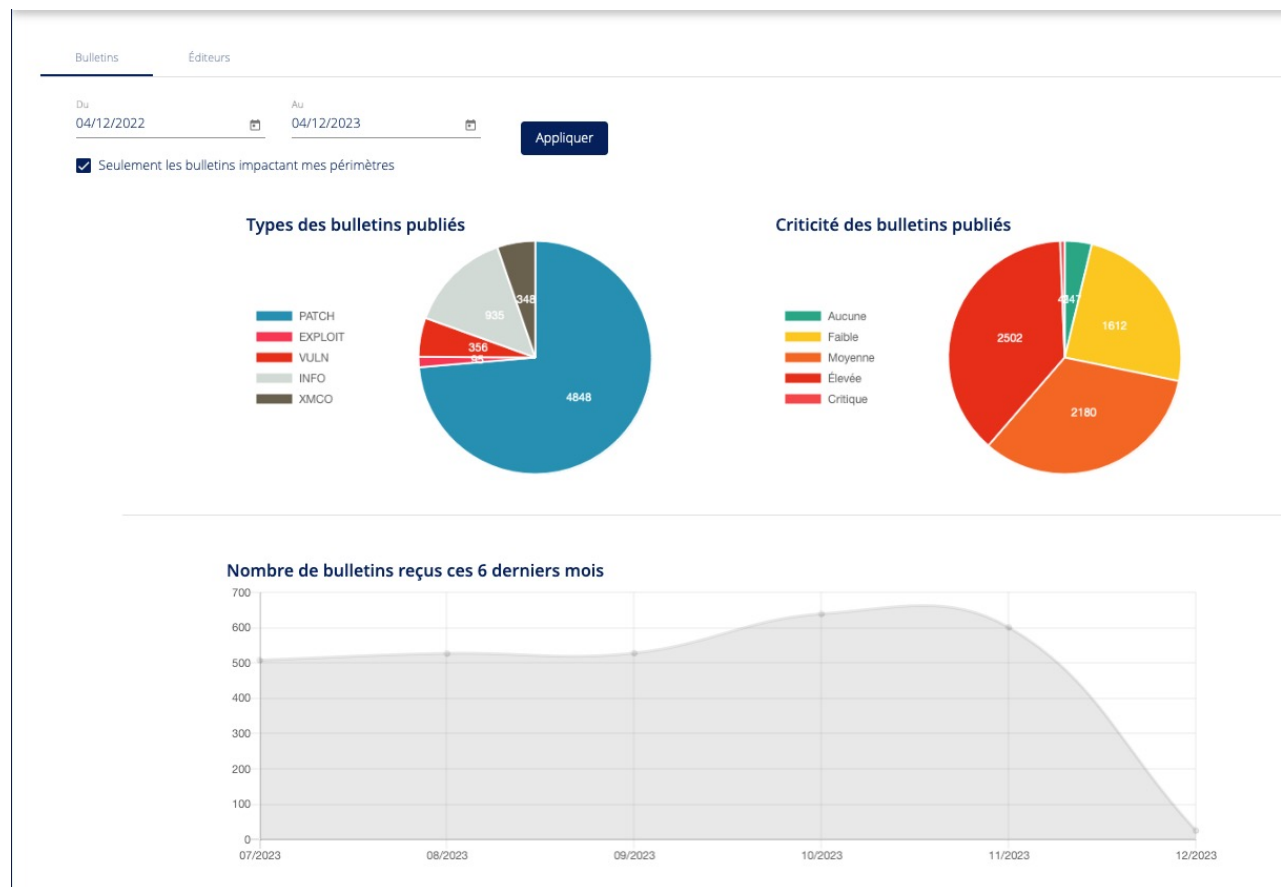 Bulletins
Éditeurs
Du
04/12/2022
Au
04/12/2023
Appliquer
Seulement les bulletins impactant mes périmètres
Types des bulletins publiés
PATCH
EXPLOIT
VULN
INFO
XMCO
348
935
356
4848
Criticité des bulletins publiés
Aucune
Faible
Moyenne
Élevée
Critique
1612
2502
2180
Nombre de bulletins reçus ces 6 derniers mois
700
600
500
400
300
200
100
0
07/2023
08/2023
09/2023
10/2023
11/2023
12/2023